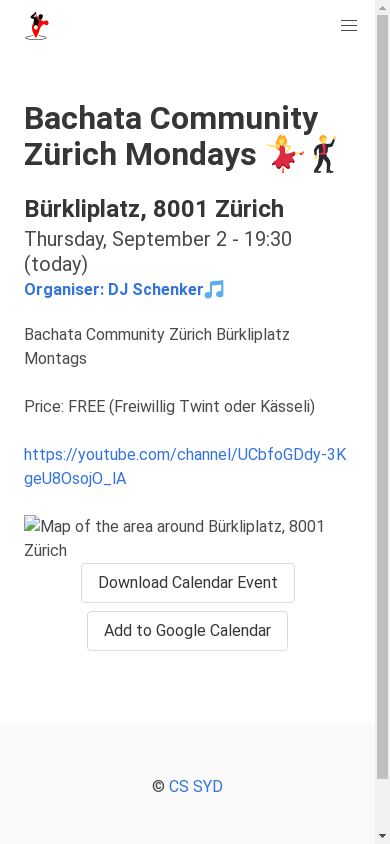 Bachata Community
Zürich Mondays 💃🕺
Bürkliplatz, 8001 Zürich
Thursday, September 2 - 19:30
(today)
Organiser: DJ Schenker🎵
Bachata Community Zürich Bürkliplatz
Montags
Price: FREE (Freiwillig Twint oder Kässeli)
https://youtube.com/channel/UCbfoGDdy-3K
geU8OsojO_lA
Map of the area around Bürkliplatz, 8001
Zürich
Download Calendar Event
Add to Google Calendar
© CS SYD